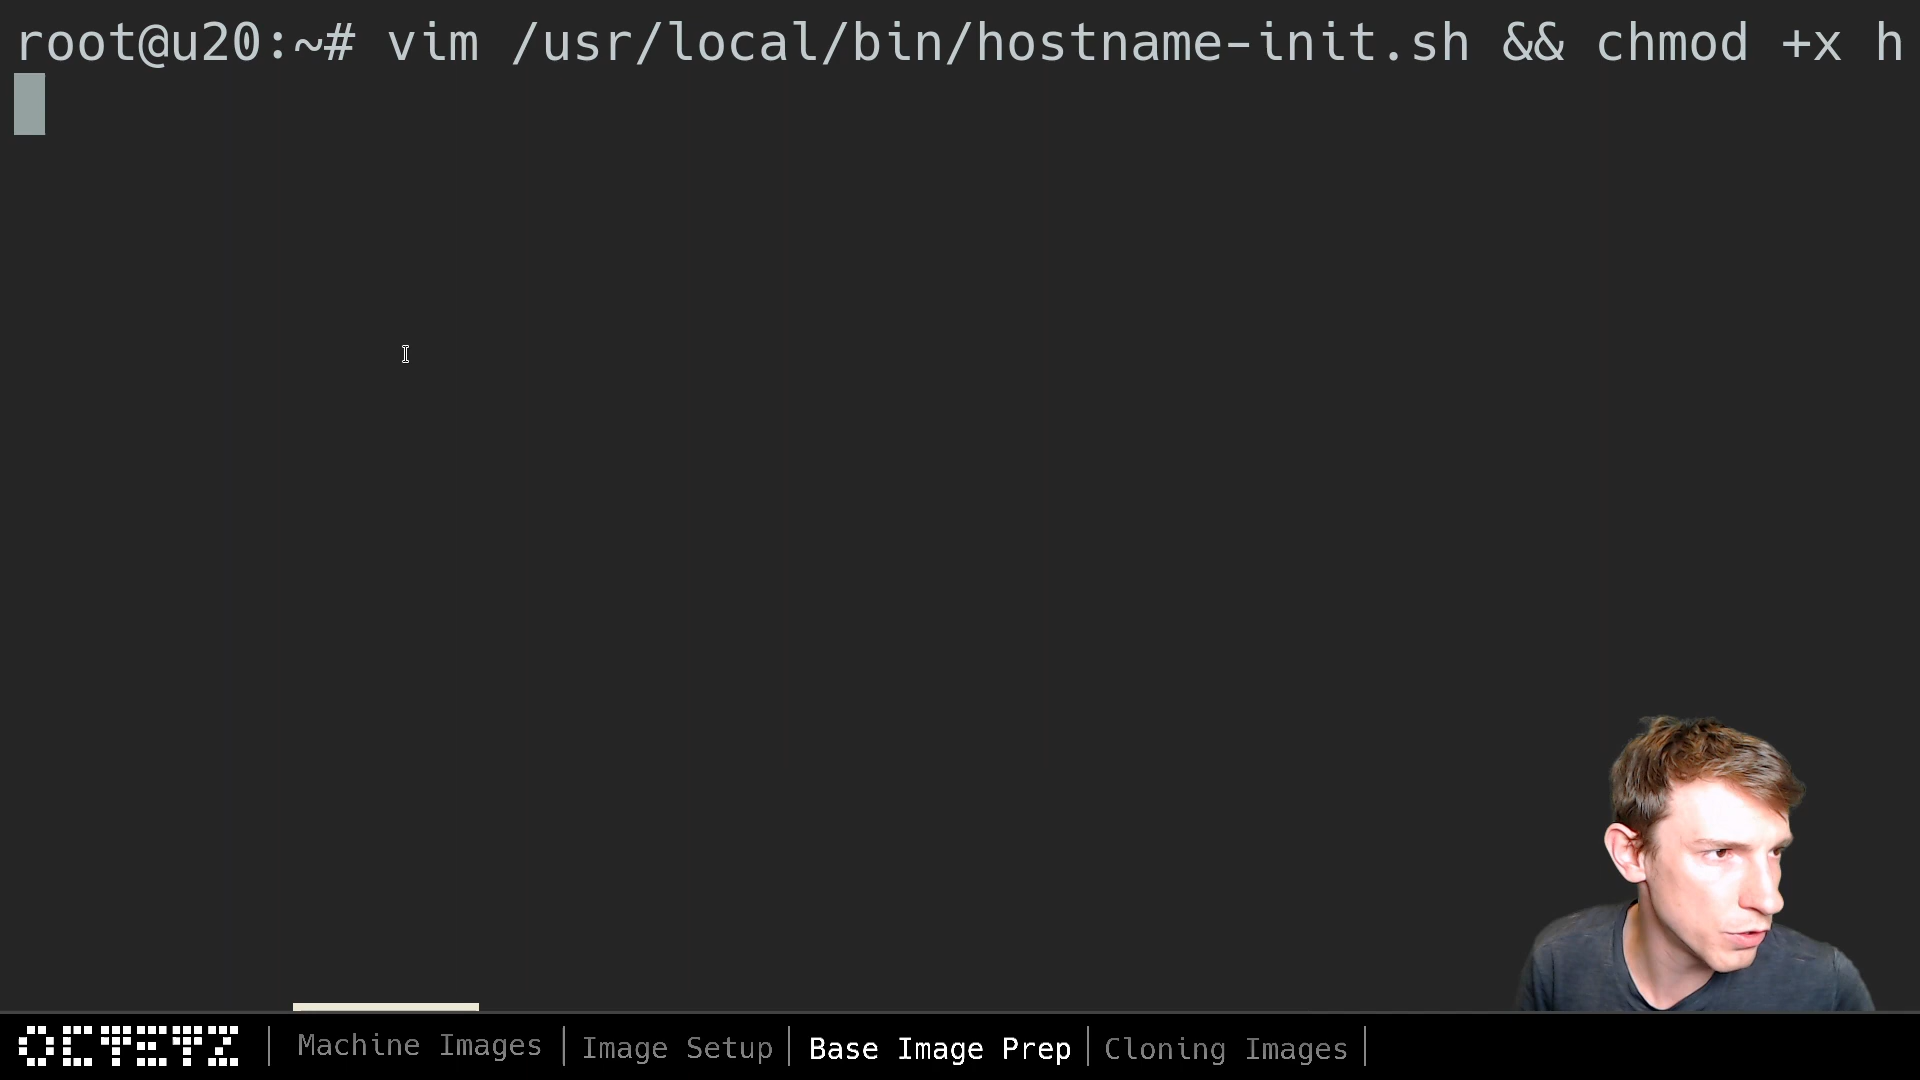 root@u20:~# vim /usr/local/bin/hostname-init.sh && chmod +x h
OCTETZ | Machine Images | Image Setup | Base Image Prep | Cloning Images |